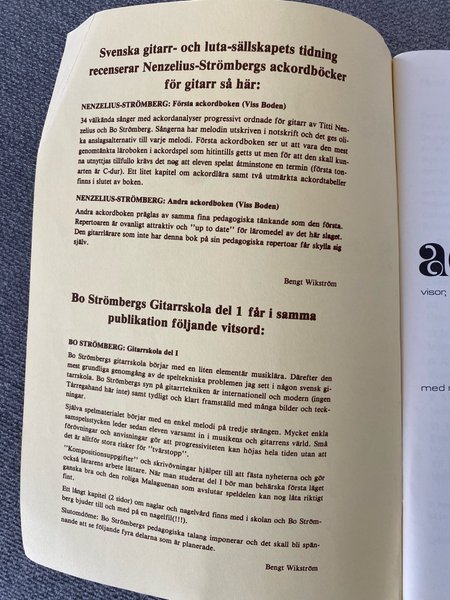 Svenska gitarr- och luta-sällskapets tidning
recenserar Nenzelius-Strömbergs ackordböcker
för gitarr så här:
NENZELIUS-STRÖMBERG: Första ackordboken (Viss Boden)
34 välkända sånger med ackordanalyser progressivt ordnade för gitarr av Titti Nen-
zelius och Bo Strömberg. Sångerna har melodin utskriven i notskrift och det ges oli-
ka anslagsalternativ till varje melodi. Första ackordboken ser ut att vara den mest
genomtänkta läroboken i ackordspel som hitintills getts ut men för att den skall kun-
na utnyttjas tillfullo krävs det nog att eleven spelat åtminstone en termin (första ton-
arten är C-dur). Ett litet kapitel om ackordlära samt två utmärkta ackordtabeller
finns i slutet av boken.
NENZELIUS-STRÖMBERG: Andra ackordboken (Viss Boden)
Andra ackordboken präglas av samma fina pedagogiska tänkande som den första.
Repertoaren är ovanligt attraktiv och "up to date" för läromedel av det här slaget.
Den gitarrlärare som inte har denna bok på sin pedagogiska repertoar får skylla sig
själv.
Bengt Wikström
Bo Strömbergs Gitarrskola del 1 får i samma
publikation följande vitsord:
BO STRÖMBERG: Gitarrskola del 1
Bo Strömbergs gitarrskola börjar med en liten elementär musiklära. Därefter den
mest grundliga genomgång av de speltekniska problemen jag sett i någon svensk gi-
tarrskola. Bo Strömbergs syn på gitarrtekniken är internationell och modern (ingen
Tárregahand här inte) samt tydligt och klart framställd med många bilder och teck-
ningar.
Själva spelmaterialet börjar med en enkel melodi på tredje strängen. Mycket enkla
samspelsstycken leder sedan eleven varsamt in i musikens och gitarrens värld. Små
förövningar och anvisningar gör att progressiviteten kan höjas hela tiden utan att
det är alltför stora risker för "tvärstopp".
"Kompositionsuppgifter" och skrivövningar hjälper till att fästa nyheterna och gör
också lärarens arbete lättare. När man studerat del 1 bör man behärska första läget
ganska bra och den roliga Malaguenan som avslutar speldelen kan nog låta riktigt
fint.
Ett långt kapitel (2 sidor) om naglar och nagelvård finns med i skolan och Bo Ström-
berg bjuder till och med på en nagelfil(!!!).
Slutomdöme: Bo Strömbergs pedagogiska talang imponerar och det skall bli spän-
nande att se följande fyra delarna som är planerade.
Bengt Wikström
visor,
med